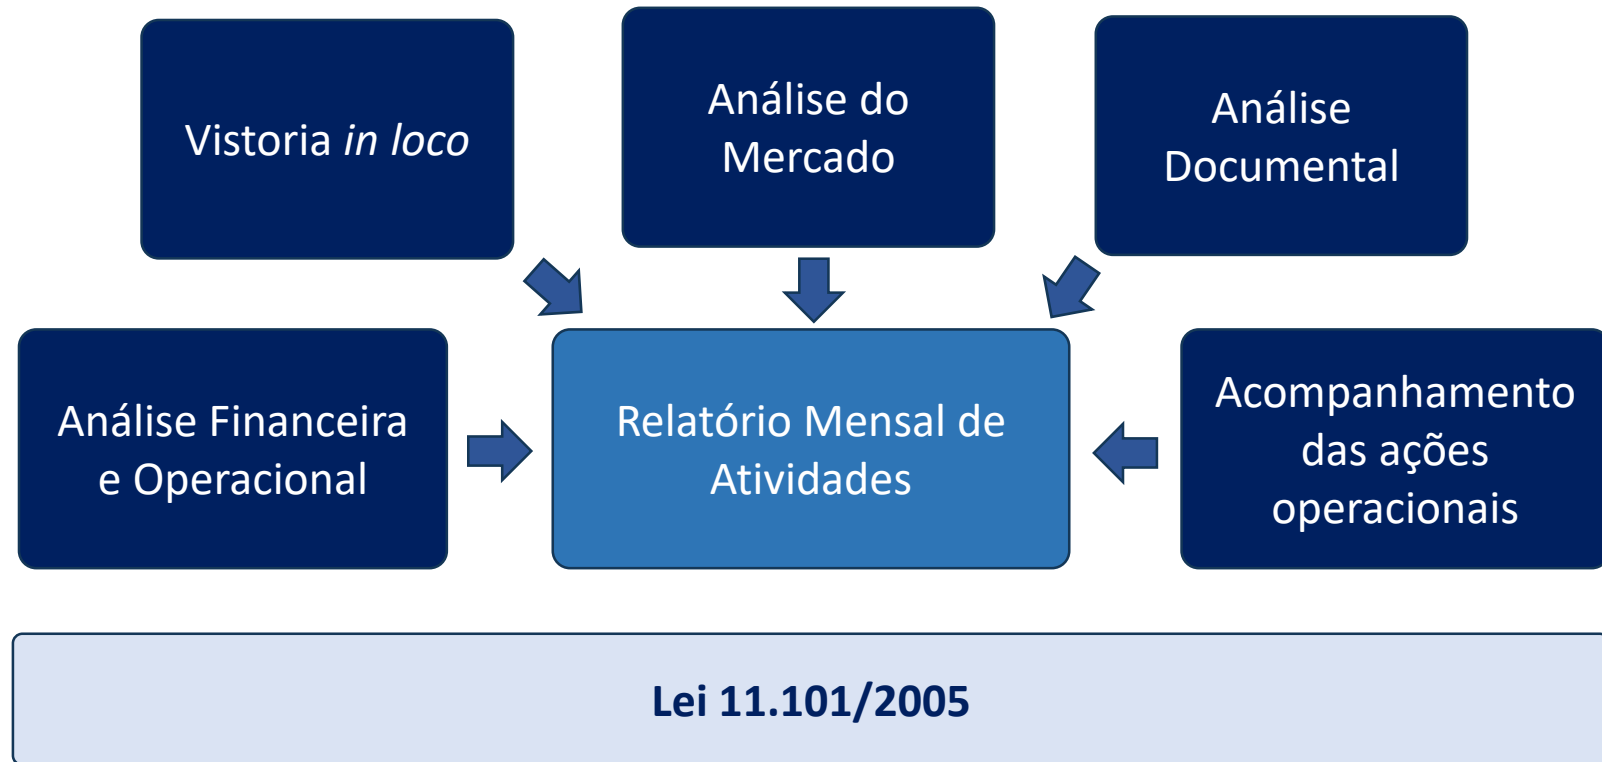 Vistoria in loco
Análise do
Mercado
Análise
Documental
Análise Financeira
e Operacional
Relatório Mensal de
Atividades
Acompanhamento
das ações
operacionais
Lei 11.101/2005